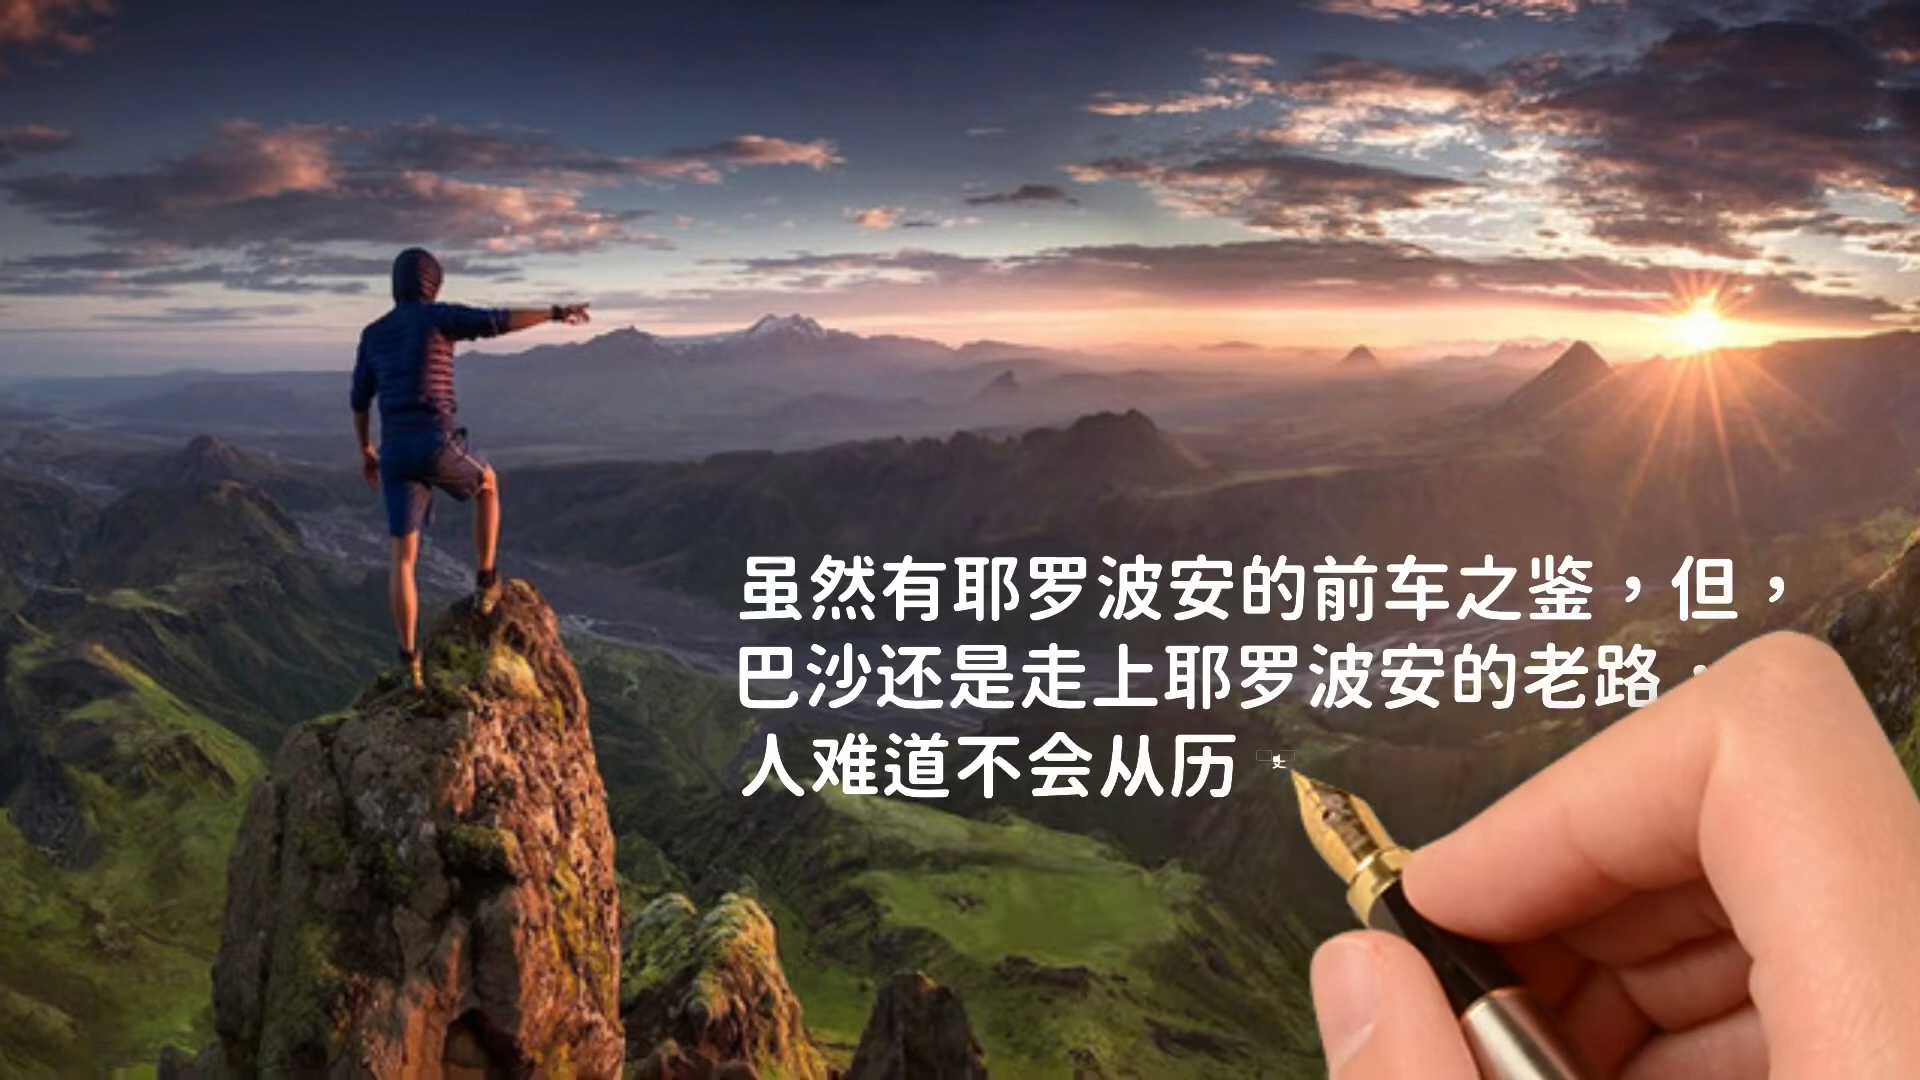 虽然有耶罗波安的前车之鉴，但，
巴沙还是走上耶罗波安的老路，
人难道不会从历史